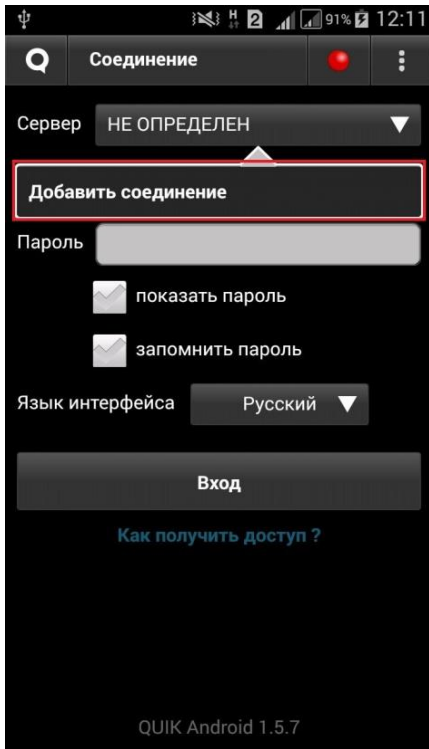 H 2 91% 12:11
Соединение
Сервер НЕ ОПРЕДЕЛЕН
Добавить соединение
Пароль
показать пароль
запомнить пароль
Язык интерфейса Русский
Вход
Как получить доступ ?
QUIK Android 1.5.7